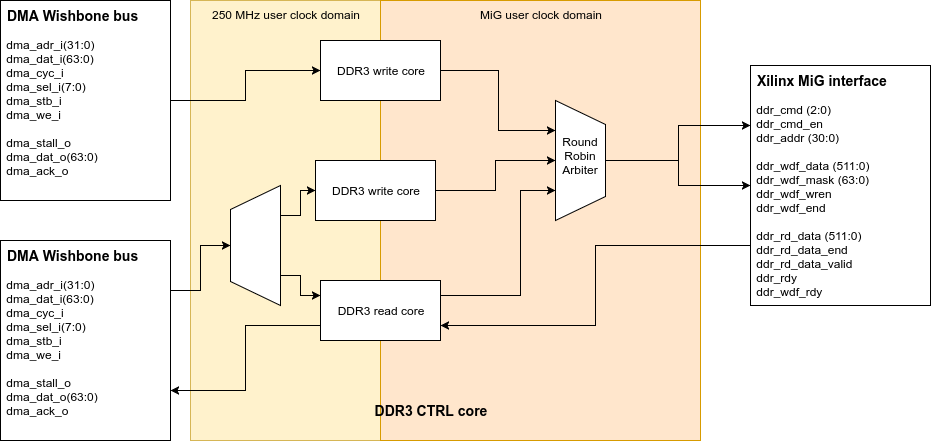 DMA Wishbone bus
dma_adr_i(31:0)
dma_dat_i(63:0)
dma_cyc_i
dma_sel_i(7:0)
dma_stb_i
dma_we_i
dma_stall_o
dma_dat_o(63:0)
dma_ack_o
DMA Wishbone bus
dma_adr_i(31:0)
dma_dat_i(63:0)
dma_cyc_i
dma_sel_i(7:0)
dma_stb_i
dma_we_i
dma_stall_o
dma_dat_o(63:0)
dma_ack_o
250 MHz user clock domain
MiG user clock domain
DDR3 write core
DDR3 write core
DDR3 read core
Round
Robin
Arbiter
DDR3 CTRL core
Xilinx MiG interface
ddr_cmd (2:0)
ddr_cmd_en
ddr_addr (30:0)
ddr_wdf_data (511:0)
ddr_wdf_mask (63:0)
ddr_wdf_wren
ddr_wdf_end
ddr_rd_data (511:0)
ddr_rd_data_end
ddr_rd_data_valid
ddr_rdy
ddr_wdf_rdy